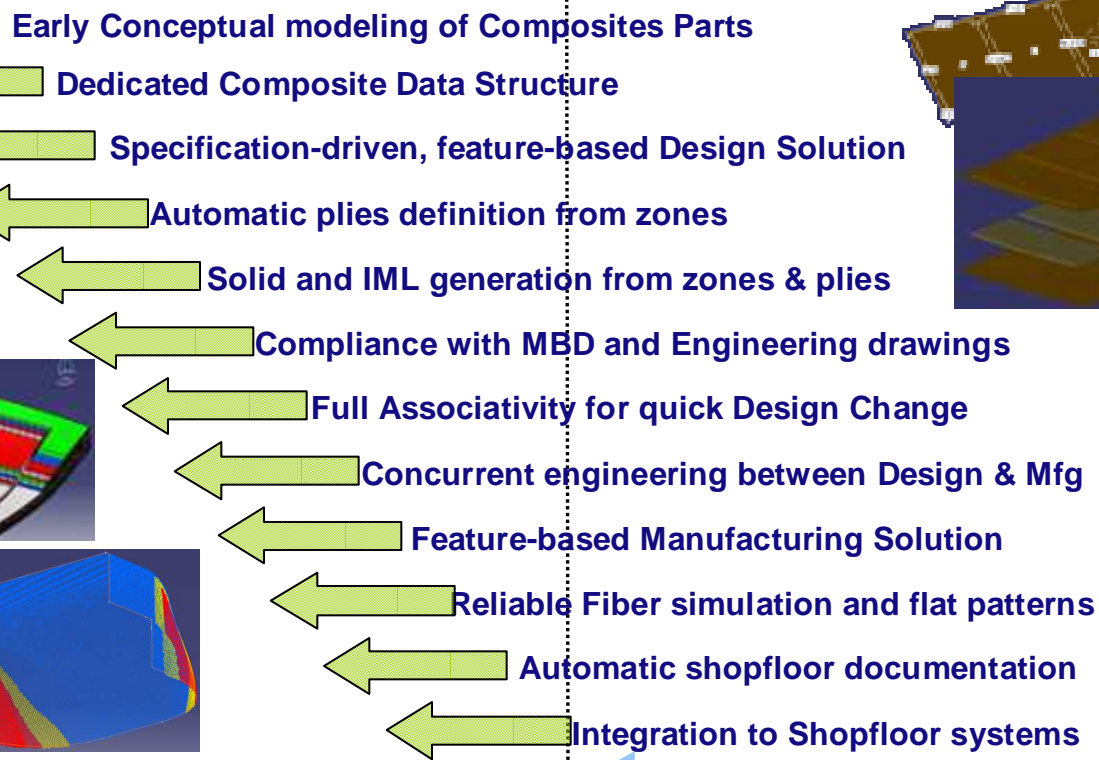 Early Conceptual modeling of Composites Parts
Dedicated Composite Data Structure
Specification-driven, feature-based Design Solution
Automatic plies definition from zones
Solid and IML generation from zones & plies
Compliance with MBD and Engineering drawings
Full Associativity for quick Design Change
Concurrent engineering between Design & Mfg
Feature-based Manufacturing Solution
Reliable Fiber simulation and flat patterns
Automatic shopfloor documentation
Integration to Shopfloor systems